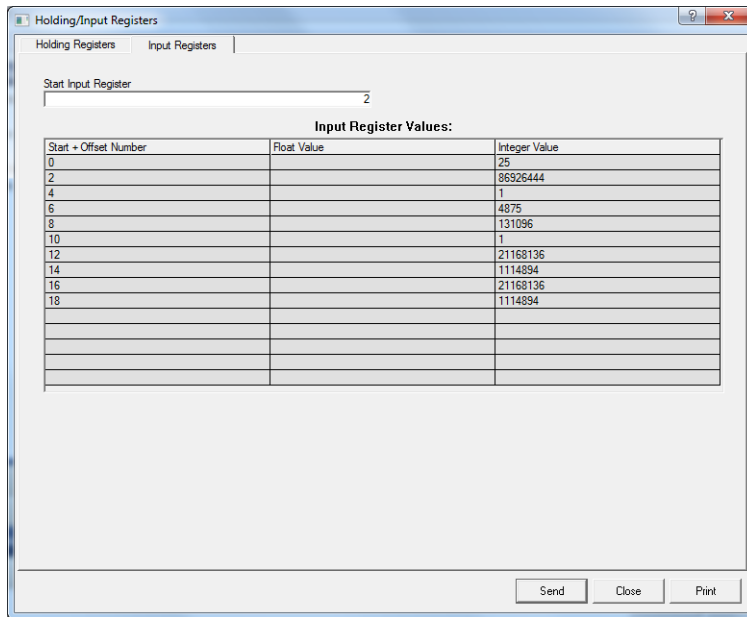 Holding/Input Registers
Holding Registers Input Registers
Start Input Register
2
Input Register Values:
Start + Offset Number Float Value Integer Value
0 25
2 86926444
4 1
6 4875
8 131096
10 1
12 21168136
14 1114894
16 21168136
18 1114894
Send Close Print